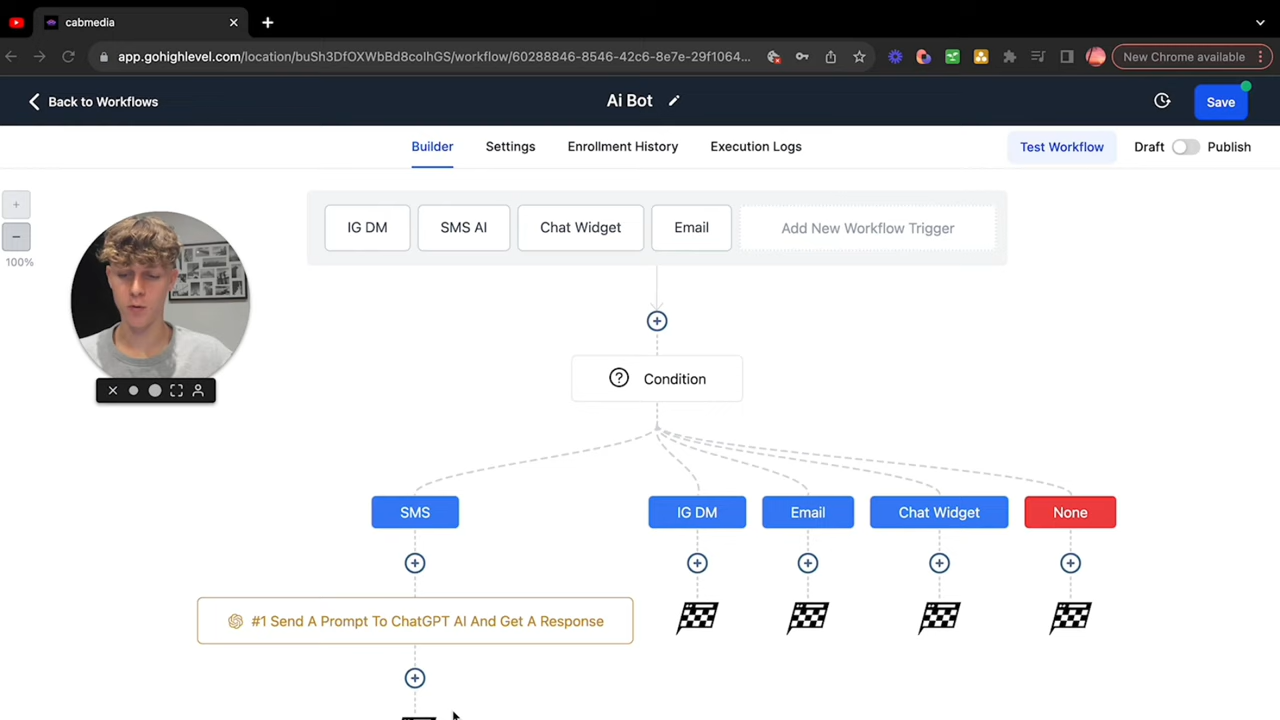 cabmedia
app.gohighlevel.com/location/buSh3DfOXWbBd8colhGS/workflow/60288846-8546-42c6-8e7e-29f1064...
New Chrome available
Back to Workflows
Ai Bot
Save
Builder
Settings
Enrollment History
Execution Logs
Test Workflow
Draft
Publish
100%
IG DM
SMS AI
Chat Widget
Email
Add New Workflow Trigger
Condition
SMS
IG DM
Email
Chat Widget
None
#1 Send A Prompt To ChatGPT AI And Get A Response